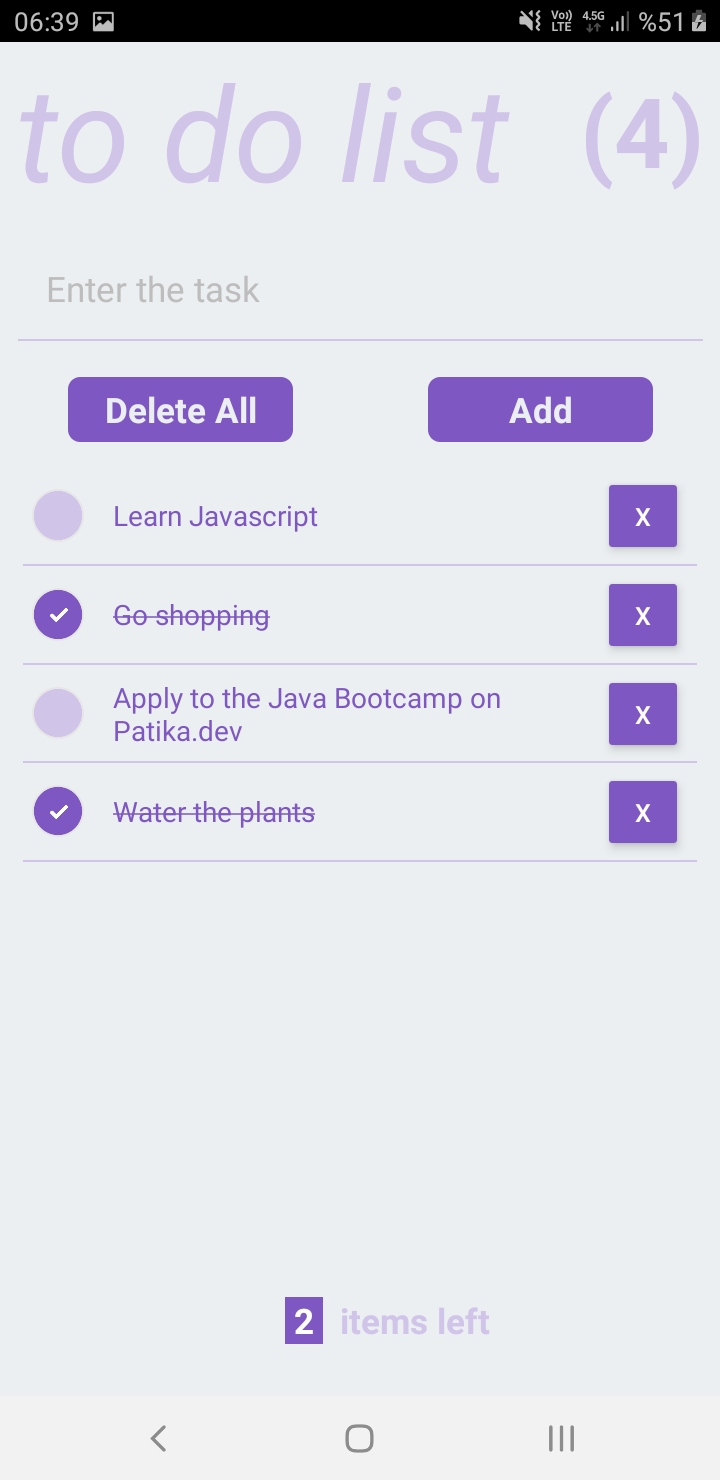 06:39 Vo)) LTE 4.5G %51
to do list (4)
Enter the task
Delete All Add
Learn Javascript X
Go shopping X
Apply to the Java Bootcamp on
Patika.dev X
Water the plants X
2 items left